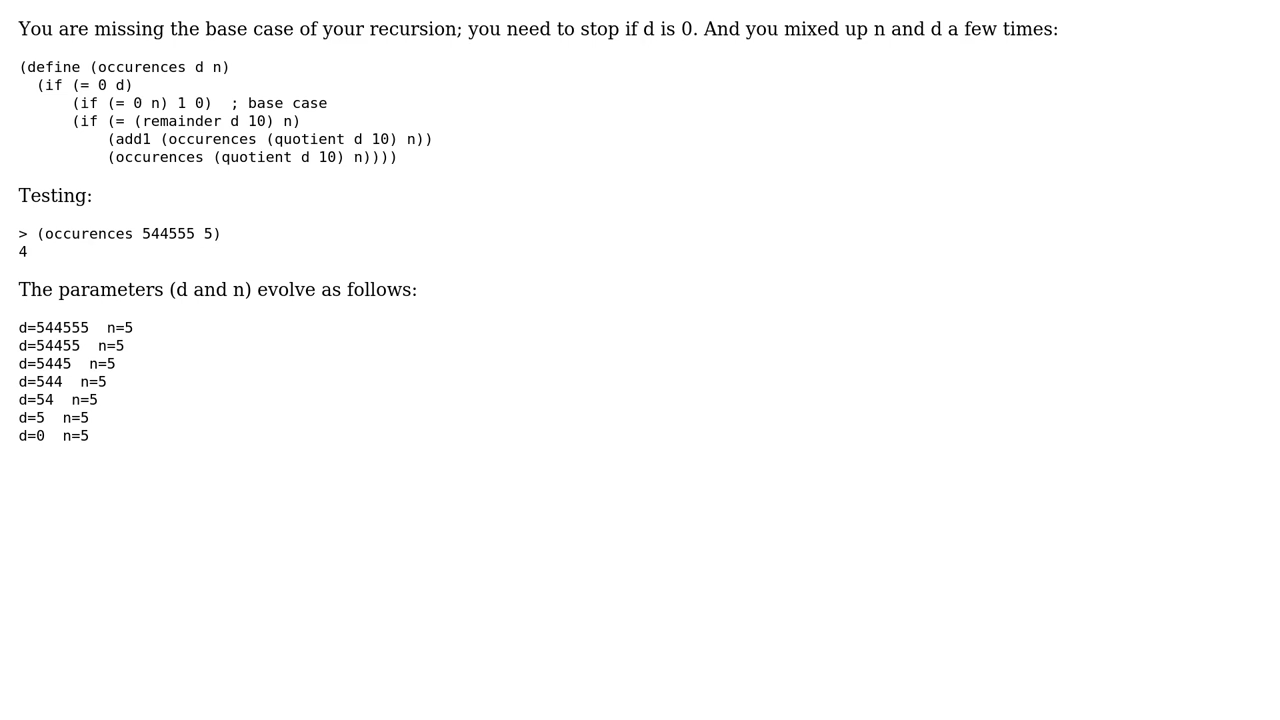 You are missing the base case of your recursion; you need to stop if d is 0. And you mixed up n and d a few times:
(define (occurences d n)
  (if (= 0 d)
      (if (= 0 n) 1 0)  ; base case
      (if (= (remainder d 10) n)
          (add1 (occurences (quotient d 10) n))
          (occurences (quotient d 10) n))))
Testing:
> (occurences 544555 5)
4
The parameters (d and n) evolve as follows:
d=544555  n=5
d=54455  n=5
d=5445  n=5
d=544  n=5
d=54  n=5
d=5  n=5
d=0  n=5